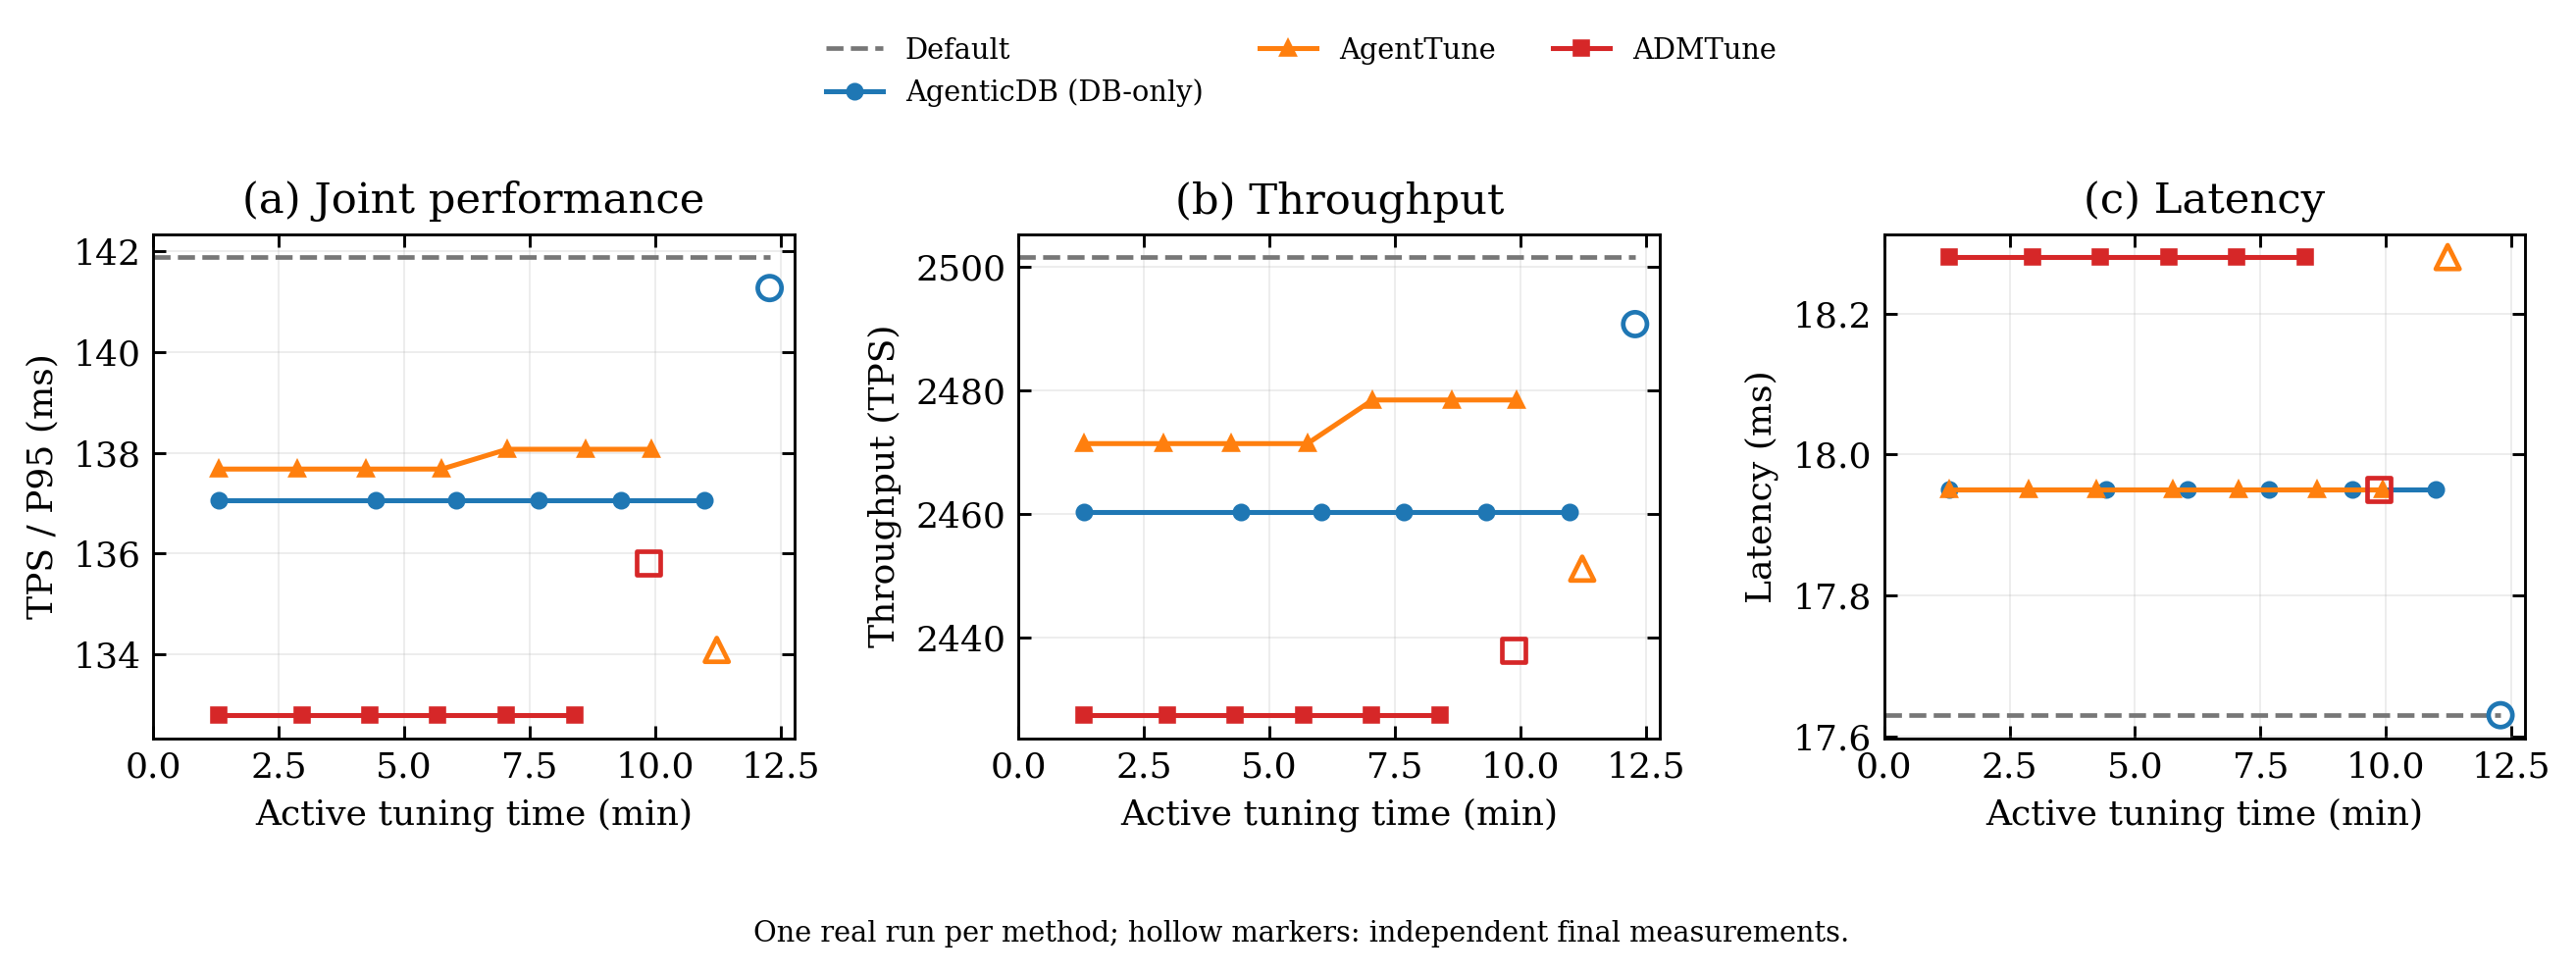 Default
AgenticDB (DB-only)
AgentTune
ADMTune
(a) Joint performance
TPS / P95 (ms)
142
140
138
136
134
0.0 2.5 5.0 7.5 10.0 12.5
Active tuning time (min)
(b) Throughput
Throughput (TPS)
2500
2480
2460
2440
0.0 2.5 5.0 7.5 10.0 12.5
Active tuning time (min)
(c) Latency
Latency (ms)
18.2
18.0
17.8
17.6
0.0 2.5 5.0 7.5 10.0 12.5
Active tuning time (min)
One real run per method; hollow markers: independent final measurements.